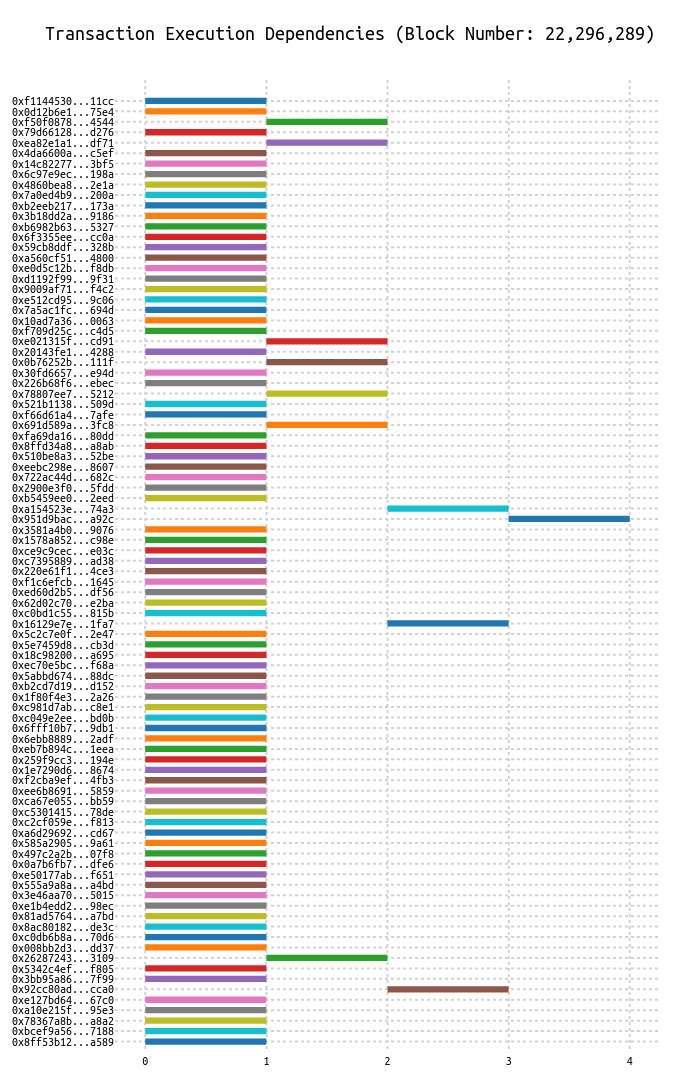 Transaction Execution Dependencies (Block Number: 22,296,289)
0xf1144530...11cc
0x0d12b6e1...75e4
0xf50f0878...4544
0x79d66128...d276
0xea82e1a1...df71
0x4da6600a...c5ef
0x14c82277...3bf5
0x6c97e9ec...198a
0x4860bea8...2e1a
0x7a0ed4b9...200a
0xb2eeb217...173a
0x3b18dd2a...9186
0xb6982b63...5327
0x6f3355ee...cc0a
0x59cb8ddf...328b
0xa560cf51...4800
0xe0d5c12b...f8db
0xd1192f99...9f31
0x9009af71...f4c2
0xe512cd95...9c06
0x7a5ac1fc...694d
0x10ad7a36...0063
0xf709d25c...c4d5
0xe021315f...cd91
0x20143fe1...4288
0x0b76252b...111f
0x30fd6657...e94d
0x226b68f6...ebec
0x78807ee7...5212
0x521b1138...509d
0xf66d61a4...7afe
0x691d589a...3fc8
0xfa69da16...80dd
0x8ffd34a8...a8ab
0x510be8a3...52be
0xeebc298e...8607
0x722ac44d...682c
0x2900e3f0...5fdd
0xb5459ee0...2eed
0xa154523e...74a3
0x951d9bac...a92c
0x3581a4b0...9076
0x1578a852...c98e
0xce9c9cec...e03c
0xc7395889...ad38
0x220e61f1...4ce3
0xf1c6efcb...1645
0xed60d2b5...df56
0x62d02c70...e2ba
0xc0bd1c55...815b
0x16129e7e...1fa7
0x5c2c7e0f...2e47
0x5e7459d8...cb3d
0x18c98200...a695
0xec70e5bc...f68a
0x5abbd674...88dc
0xb2cd7d19...d152
0x1f80f4e3...2a26
0xc981d7ab...c8e1
0xc049e2ee...bd0b
0x6fff10b7...9db1
0x6ebb8889...2adf
0xeb7b894c...1eea
0x259f9cc3...194e
0x1e7290d6...8674
0xf2cba9ef...4fb3
0xee6b8691...5859
0xca67e055...bb59
0xc5301415...78de
0xc2cf059e...f813
0xa6d29692...cd67
0x585a2905...9a61
0x497c2a2b...07f8
0x0a7b6fb7...dfe6
0xe50177ab...f651
0x555a9a8a...a4bd
0x3e46aa70...5015
0xe1b4edd2...98ec
0x81ad5764...a7bd
0x8ac80182...de3c
0xc0db6b8a...70d6
0x008bb2d3...dd37
0x26287243...3109
0x5342c4ef...f805
0x3bb95a86...7f99
0x92cc80ad...cca0
0xe127bd64...67c0
0xa10e215f...95e3
0x78367a8b...a8a2
0xbcef9a56...7188
0x8ff53b12...a589
0 1 2 3 4